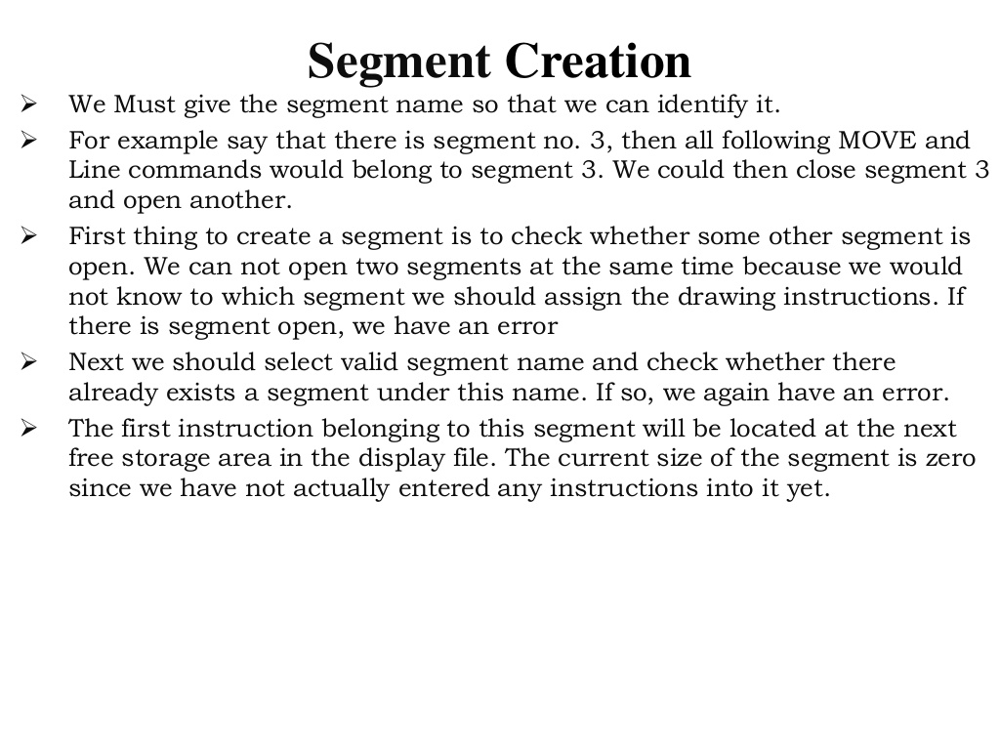 Segment Creation
➢ We Must give the segment name so that we can identify it.
➢ For example say that there is segment no. 3, then all following MOVE and
Line commands would belong to segment 3. We could then close segment 3
and open another.
➢ First thing to create a segment is to check whether some other segment is
open. We can not open two segments at the same time because we would
not know to which segment we should assign the drawing instructions. If
there is segment open, we have an error
➢ Next we should select valid segment name and check whether there
already exists a segment under this name. If so, we again have an error.
➢ The first instruction belonging to this segment will be located at the next
free storage area in the display file. The current size of the segment is zero
since we have not actually entered any instructions into it yet.